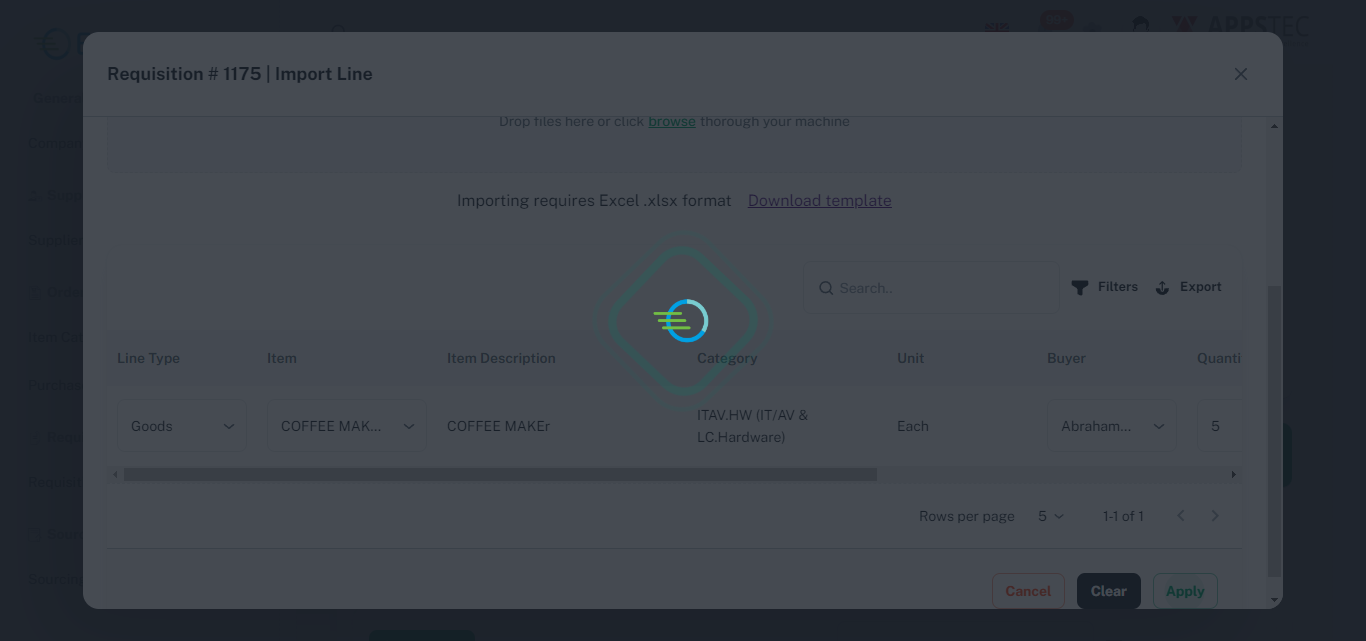 99+
APPSTEC
Requisition # 1175 | Import Line
Drop files here or click browse thorough your machine
Importing requires Excel .xlsx format Download template
Search..
Filters
Export
Line Type Item Item Description Category Unit Buyer Quanti
Goods COFFEE MAK... COFFEE MAKEr ITAV.HW (IT/AV & Each Abraham... 5
LC.Hardware)
Rows per page 5 1-1 of 1
Cancel Clear Apply